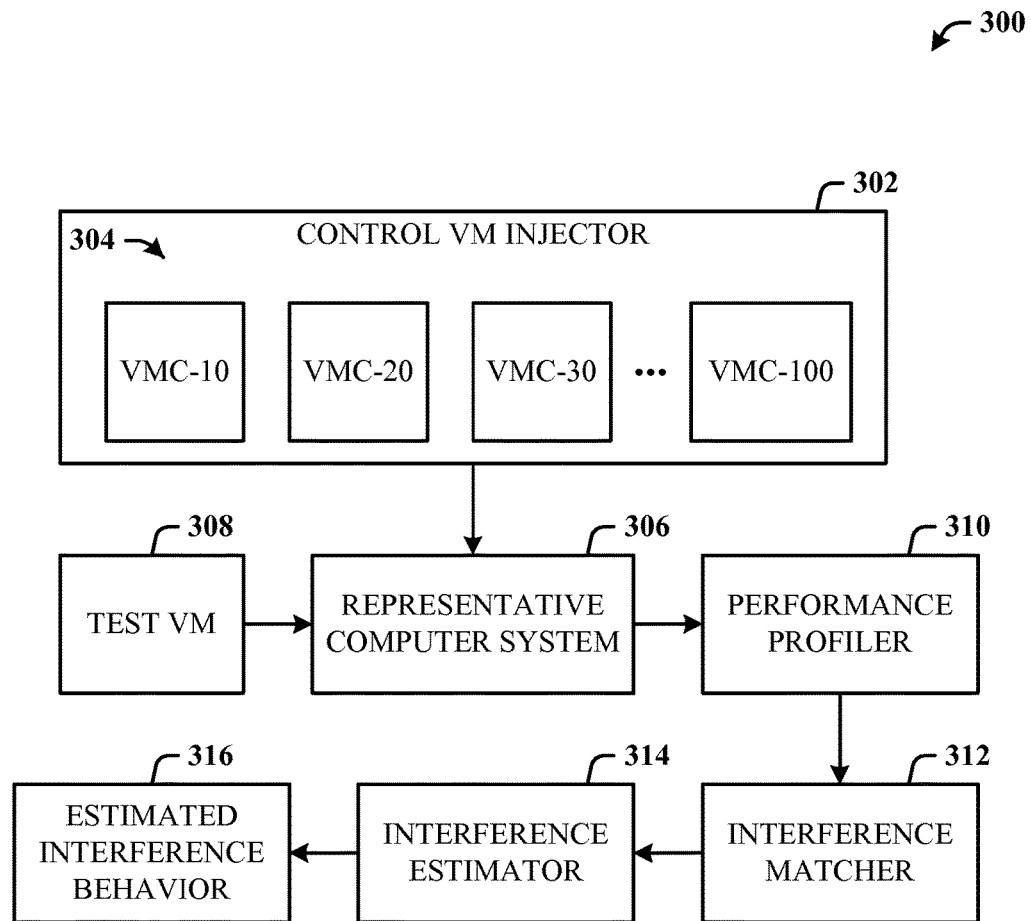 300
302
304
CONTROL VM INJECTOR
VMC-10
VMC-20
VMC-30
•••
VMC-100
308
306
310
TEST VM
REPRESENTATIVE
COMPUTER SYSTEM
PERFORMANCE
PROFILER
316
314
312
ESTIMATED
INTERFERENCE
BEHAVIOR
INTERFERENCE
ESTIMATOR
INTERFERENCE
MATCHER